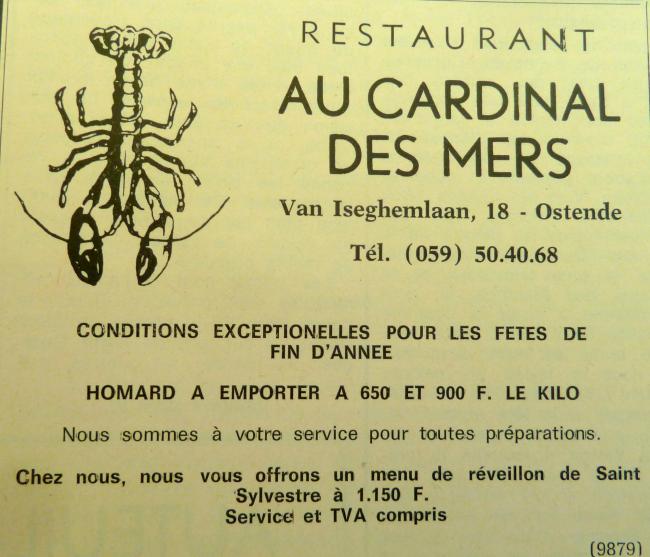 RESTAURANT
AU CARDINAL
DES MERS
Van Iseghemlaan, 18 - Ostende
Tél. (059) 50.40.68
CONDITIONS EXCEPTIONELLES POUR LES FETES DE
FIN D'ANNEE
HOMARD A EMPORTER A 650 ET 900 F. LE KILO
Nous sommes à votre service pour toutes préparations.
Chez nous, nous vous offrons un menu de réveillon de Saint
Sylvestre à 1.150 F.
Service et TVA compris
(9879)